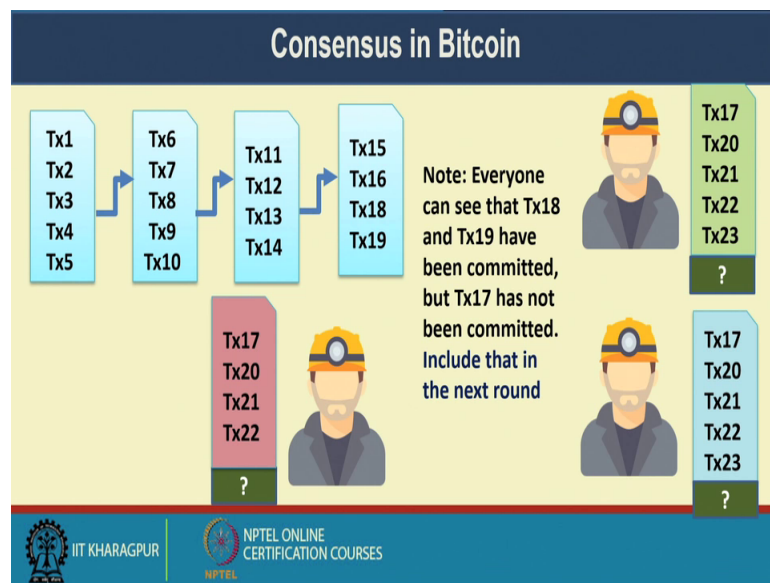 Consensus in Bitcoin
Tx1
Tx2
Tx3
Tx4
Tx5
Tx6
Tx7
Tx8
Tx9
Tx10
Tx11
Tx12
Tx13
Tx14
Tx15
Tx16
Tx18
Tx19
Note: Everyone
can see that Tx18
and Tx19 have
been committed,
but Tx17 has not
been committed.
Include that in
the next round
Tx17
Tx20
Tx21
Tx22
Tx23
?
Tx17
Tx20
Tx21
Tx22
?
Tx17
Tx20
Tx21
Tx22
Tx23
?
IIT KHARAGPUR
NPTEL
NPTEL ONLINE
CERTIFICATION COURSES